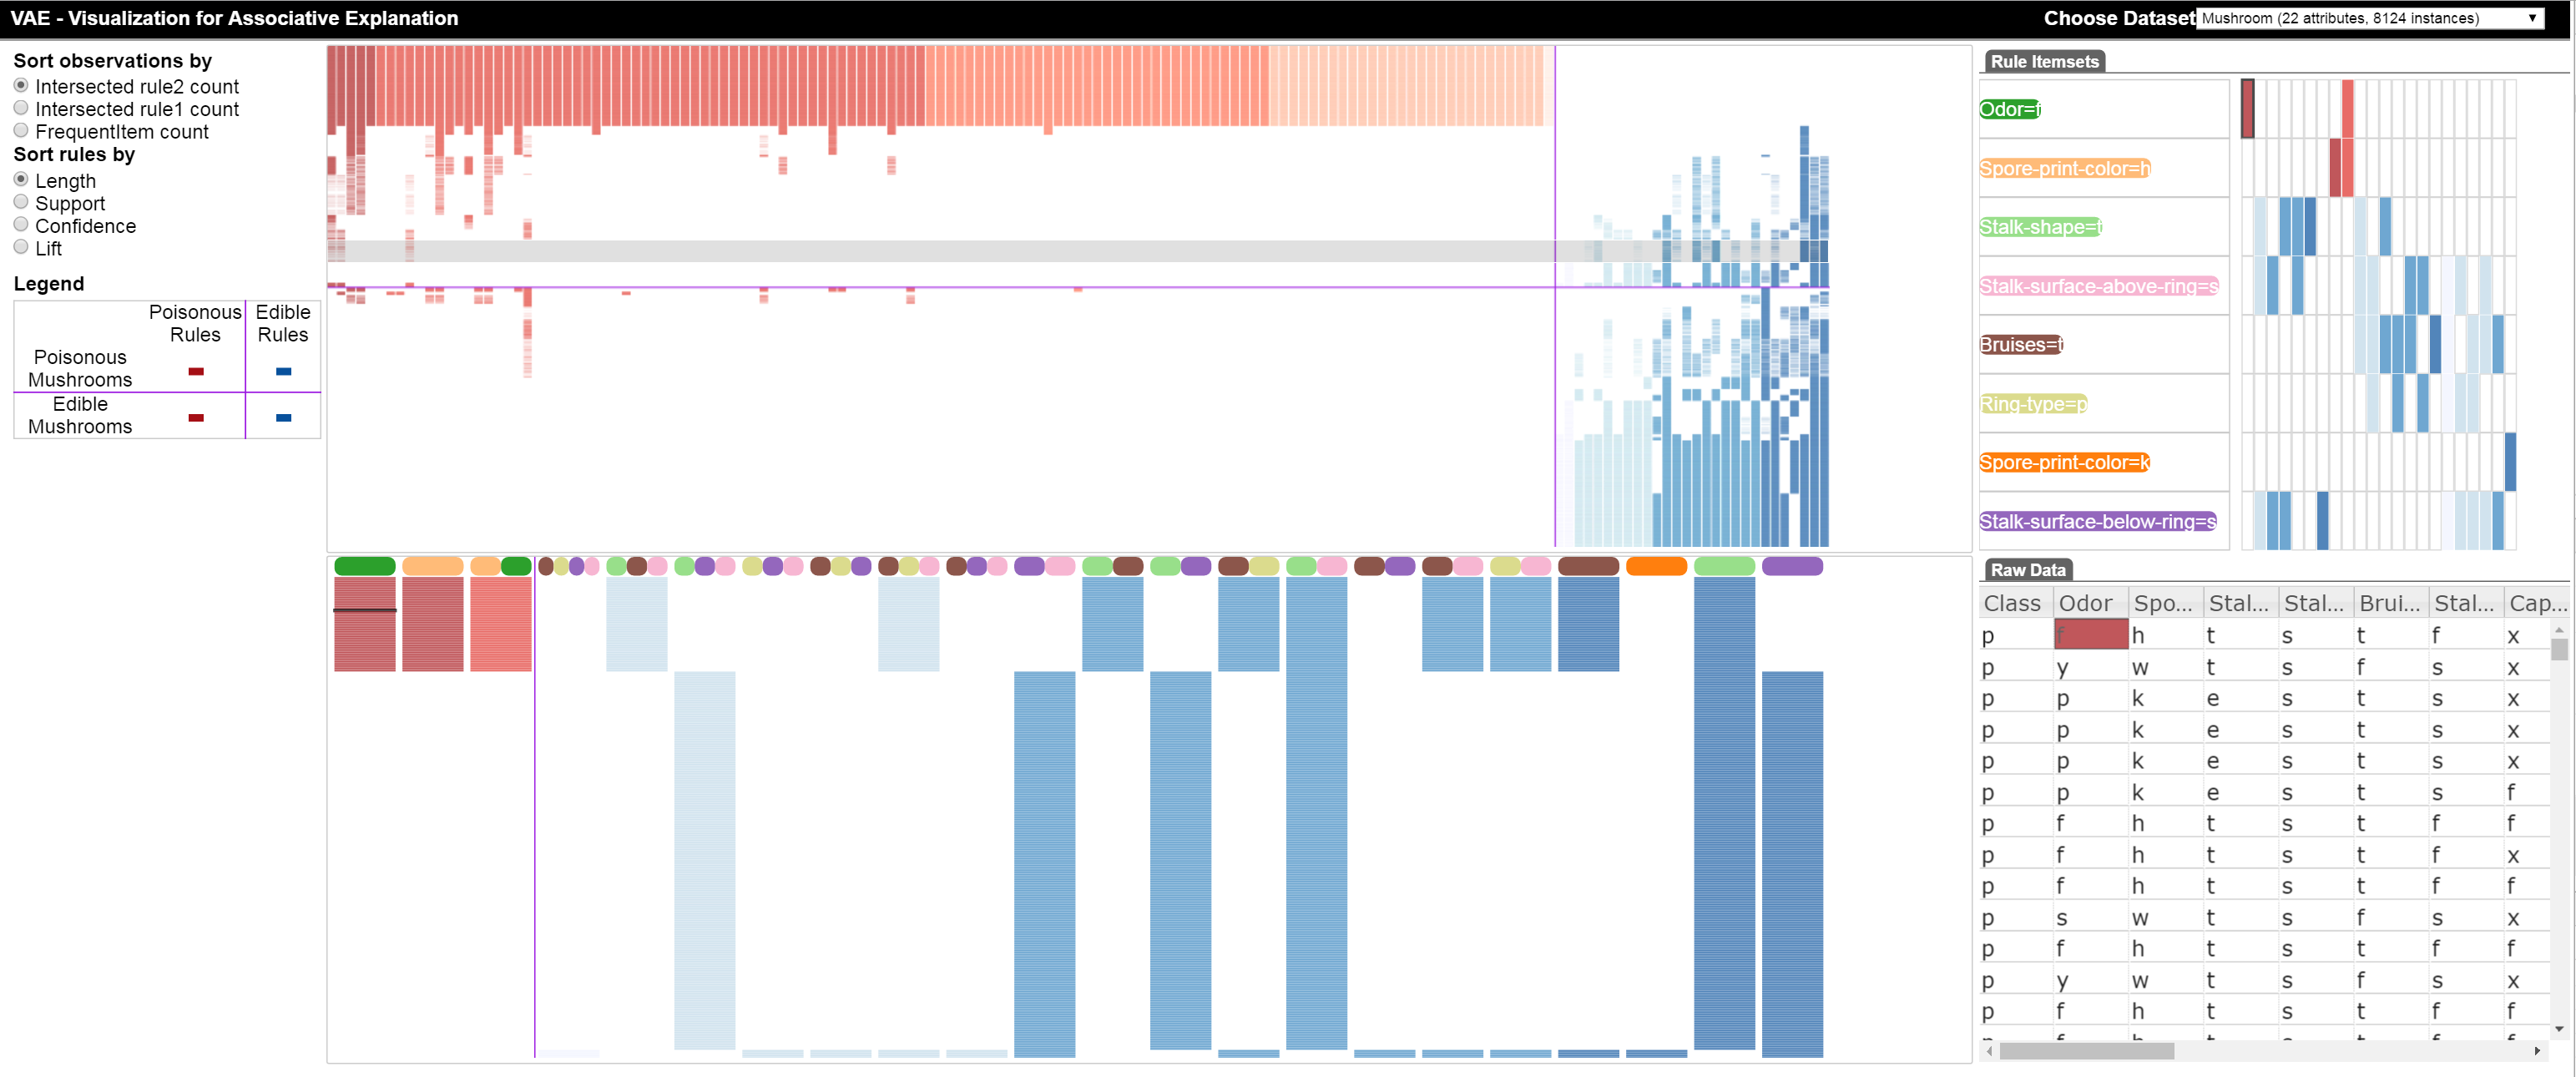 VAE - Visualization for Associative Explanation
Choose Dataset Mushroom (22 attributes, 8124 instances)
Sort observations by
Intersected rule2 count
Intersected rule1 count
FrequentItem count
Sort rules by
Length
Support
Confidence
Lift
Legend
Poisonous Rules
Edible Rules
Poisonous Mushrooms
Edible Mushrooms
Rule Itemsets
Odor=f
Spore-print-color=h
Stalk-shape=t
Stalk-surface-above-ring=s
Bruises=t
Ring-type=p
Spore-print-color=k
Stalk-surface-below-ring=s
Raw Data
Class Odor Spo... Stal... Stal... Brui... Stal... Cap...
p f h t s t f x
p y w t s f s x
p p k e s t s x
p p k e s t s x
p p k e s t s x
p p k e s t s f
p f h t s t f f
p f h t s t f x
p f h t s t f f
p s w t s f s x
p f h t s t f f
p y w t s f s x
p f h t s t f f